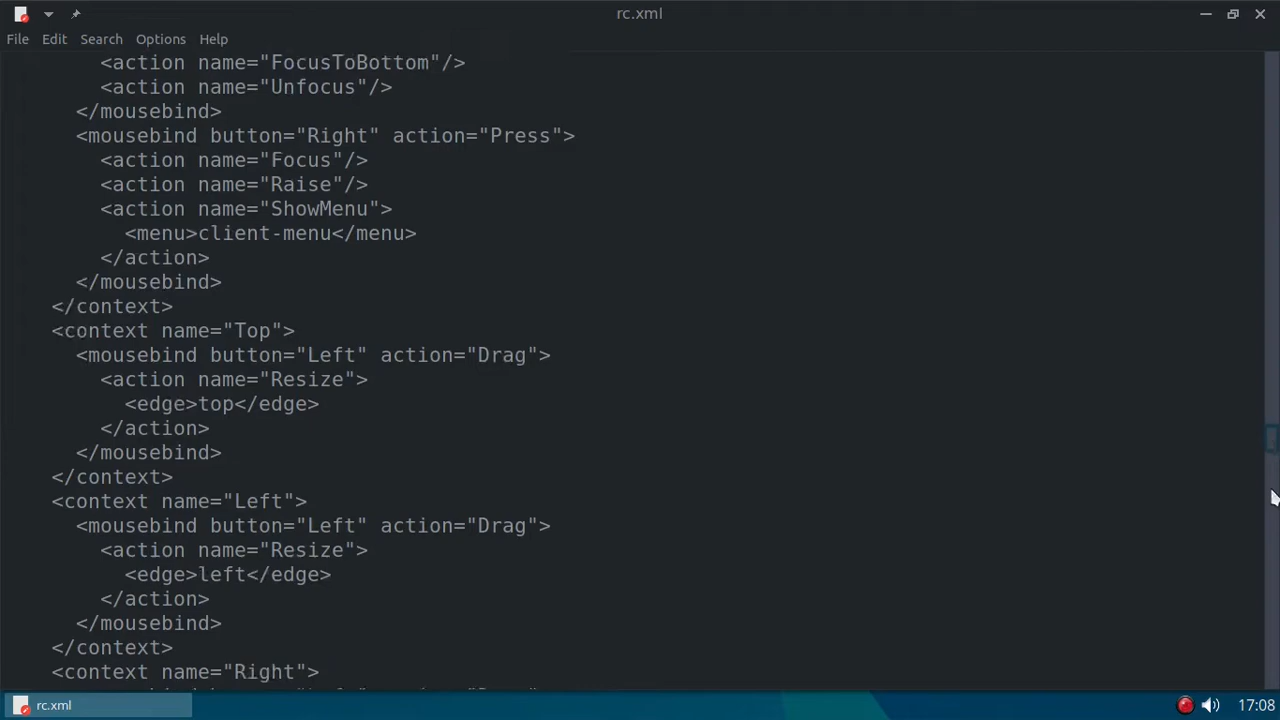 rc.xml
File Edit Search Options Help
<action name="FocusToBottom"/>
<action name="Unfocus"/>
</mousebind>
<mousebind button="Right" action="Press">
<action name="Focus"/>
<action name="Raise"/>
<action name="ShowMenu">
<menu>client-menu</menu>
</action>
</mousebind>
</context>
<context name="Top">
<mousebind button="Left" action="Drag">
<action name="Resize">
<edge>top</edge>
</action>
</mousebind>
</context>
<context name="Left">
<mousebind button="Left" action="Drag">
<action name="Resize">
<edge>left</edge>
</action>
</mousebind>
</context>
<context name="Right">
rc.xml 17:08